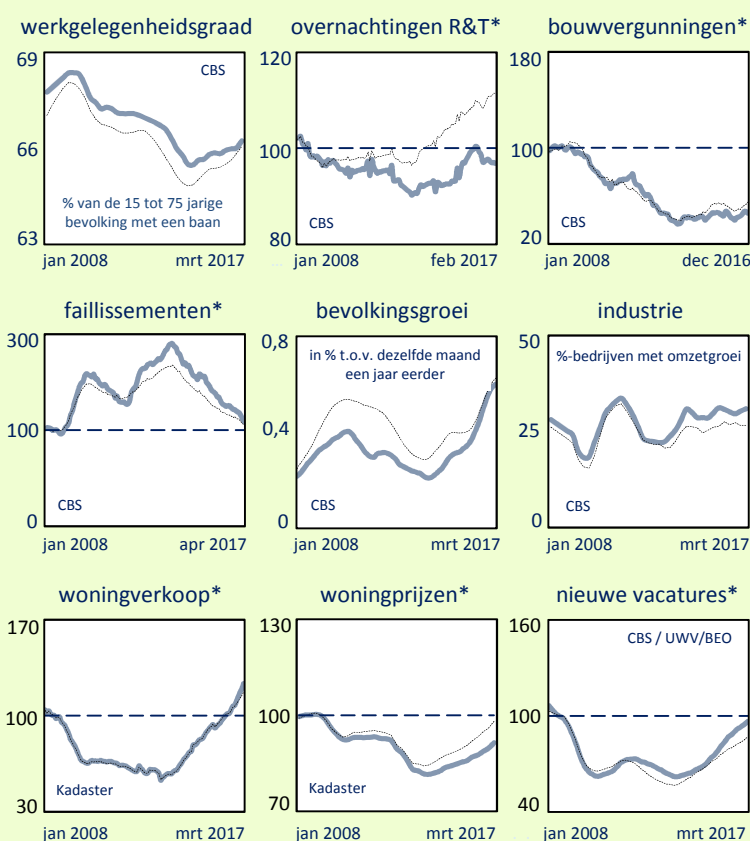 werkgelegenheidsgraad
69
CBS
66
% van de 15 tot 75 jarige
bevolking met een baan
63
jan 2008 mrt 2017
overnachtingen R&T*
120
100
CBS
80
jan 2008 feb 2017
bouwvergunningen*
180
100
CBS
20
jan 2008 dec 2016
faillissementen*
300
100
CBS
0
jan 2008 apr 2017
bevolkingsgroei
0,8
in % t.o.v. dezelfde maand
een jaar eerder
0,4
CBS
0
jan 2008 mrt 2017
industrie
50
%-bedrijven met omzetgroei
25
CBS
0
jan 2008 mrt 2017
woningverkoop*
170
100
Kadaster
30
jan 2008 mrt 2017
woningprijzen*
130
100
Kadaster
70
jan 2008 mrt 2017
nieuwe vacatures*
160
CBS / UWV/BEO
100
40
jan 2008 mrt 2017